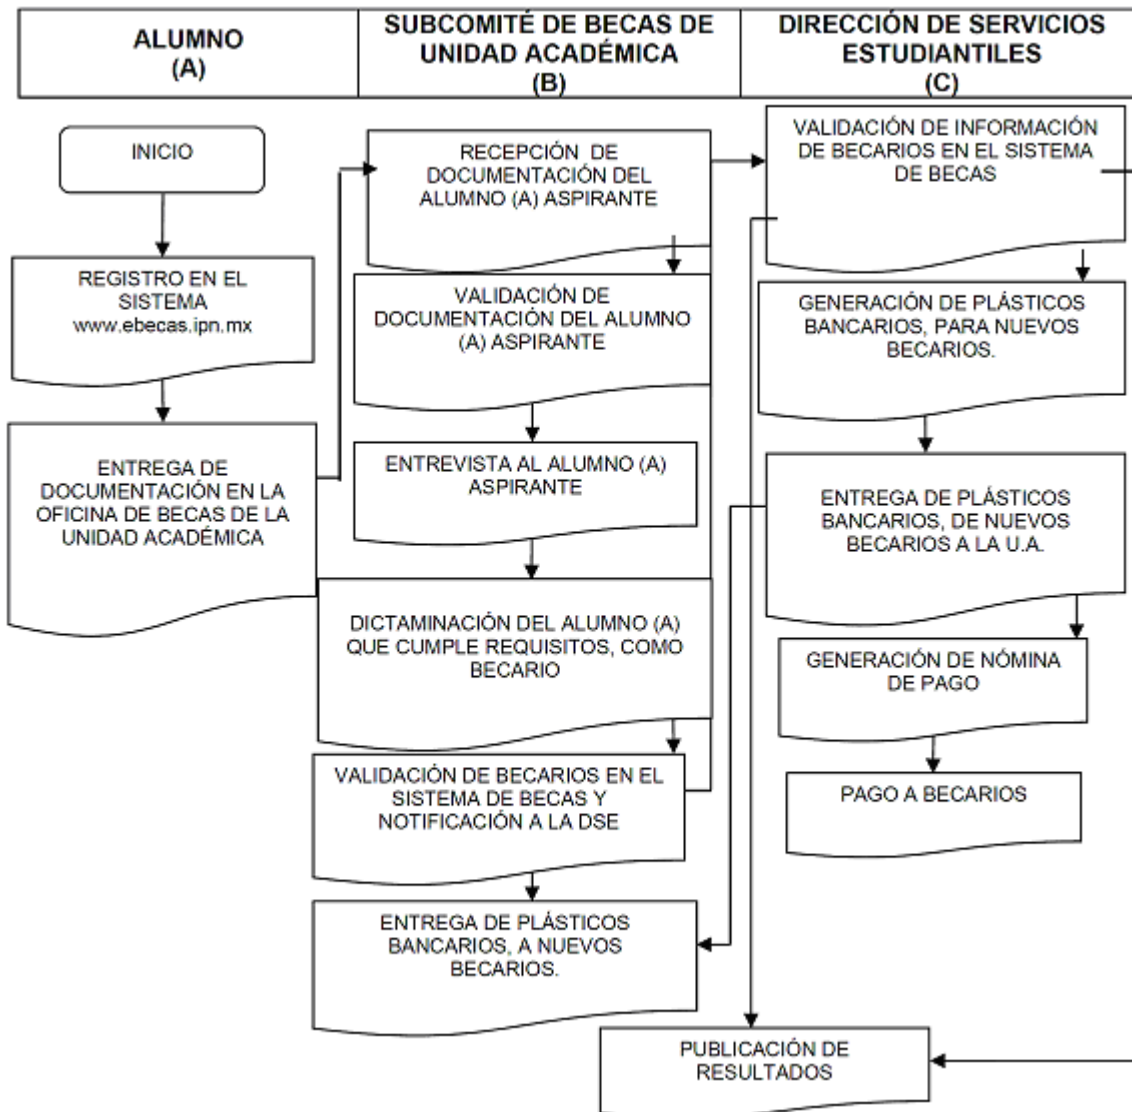 ALUMNO
(A)
SUBCOMITÉ DE BECAS DE
UNIDAD ACADÉMICA
(B)
DIRECCIÓN DE SERVICIOS
ESTUDIANTILES
(C)
INICIO
REGISTRO EN EL
SISTEMA
www.ebecas.ipn.mx
ENTREGA DE
DOCUMENTACIÓN EN LA
OFICINA DE BECAS DE LA
UNIDAD ACADÉMICA
RECEPCIÓN DE
DOCUMENTACIÓN DEL
ALUMNO (A) ASPIRANTE
VALIDACIÓN DE
DOCUMENTACIÓN DEL ALUMNO
(A) ASPIRANTE
ENTREVISTA AL ALUMNO (A)
ASPIRANTE
DICTAMINACIÓN DEL ALUMNO (A)
QUE CUMPLE REQUISITOS, COMO
BECARIO
VALIDACIÓN DE BECARIOS EN EL
SISTEMA DE BECAS Y
NOTIFICACIÓN A LA DSE
ENTREGA DE PLÁSTICOS
BANCARIOS, A NUEVOS
BECARIOS.
VALIDACIÓN DE INFORMACIÓN
DE BECARIOS EN EL SISTEMA
DE BECAS
GENERACIÓN DE PLÁSTICOS
BANCARIOS, PARA NUEVOS
BECARIOS.
ENTREGA DE PLÁSTICOS
BANCARIOS, DE NUEVOS
BECARIOS A LA U.A.
GENERACIÓN DE NÓMINA
DE PAGO
PAGO A BECARIOS
PUBLICACIÓN DE
RESULTADOS